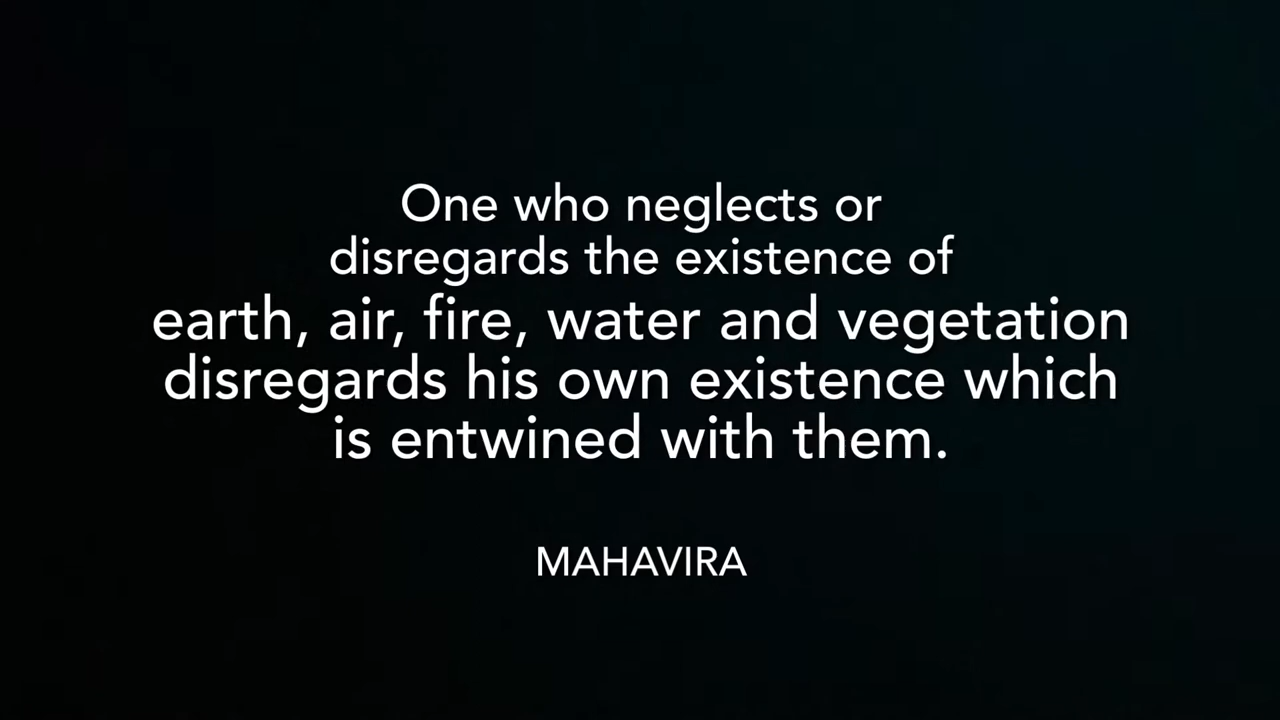 One who neglects or
disregards the existence of
earth, air, fire, water and vegetation
disregards his own existence which
is entwined with them.
MAHAVIRA